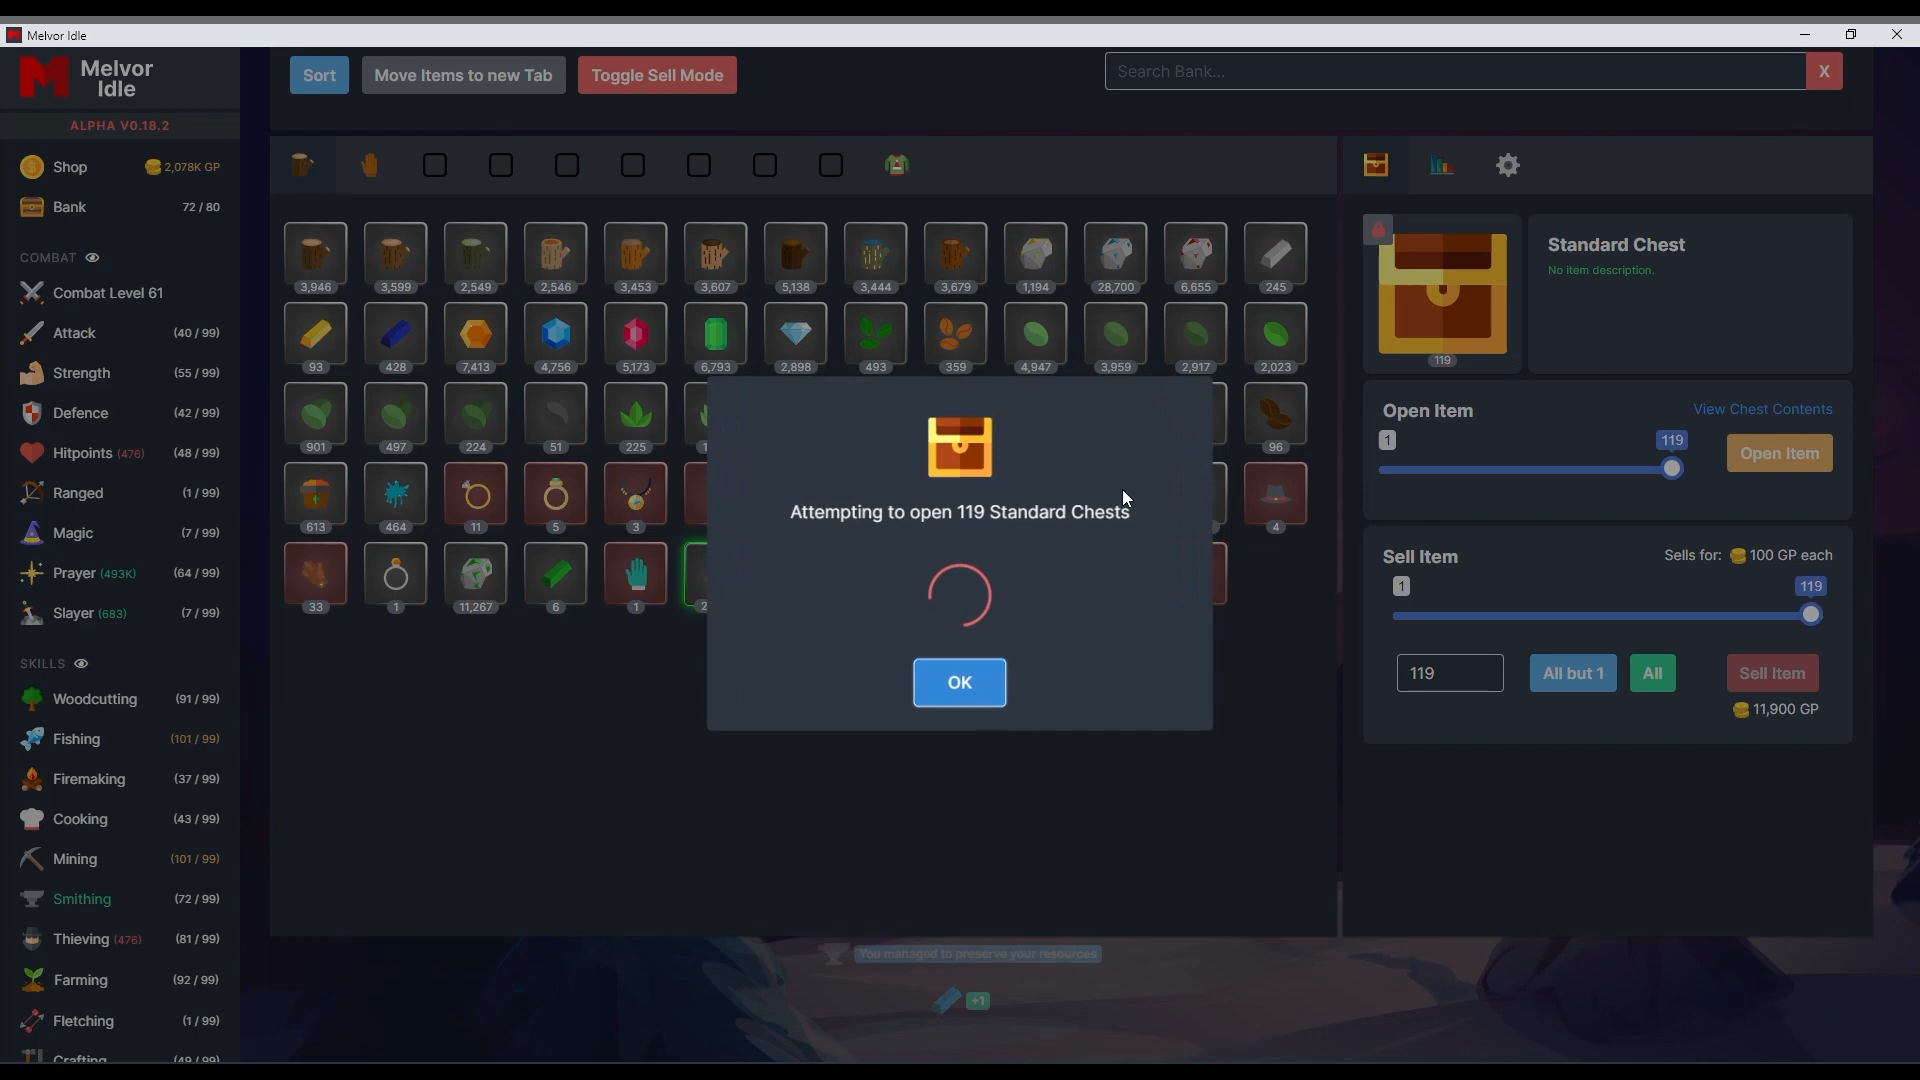 Melvor Idle
Melvor
Idle
ALPHA V0.18.2
Shop 2,078K GP
Bank 72 / 80
COMBAT
Combat Level 61
Attack (40 / 99)
Strength (55 / 99)
Defence (42 / 99)
Hitpoints (476) (48 / 99)
Ranged (1 / 99)
Magic (7 / 99)
Prayer (493K) (64 / 99)
Slayer (683) (7 / 99)
SKILLS
Woodcutting (91 / 99)
Fishing (101 / 99)
Firemaking (37 / 99)
Cooking (43 / 99)
Mining (101 / 99)
Smithing (72 / 99)
Thieving (476) (81 / 99)
Farming (92 / 99)
Fletching (1 / 99)
Crafting (49 / 99)
Sort Move Items to new Tab Toggle Sell Mode
Search Bank... X
3,946 3,599 2,549 2,546 3,453 3,607 5,138 3,444 3,679 1,194 28,700 6,655 245
93 428 7,413 4,756 5,173 6,793 2,898 493 359 4,947 3,959 2,917 2,023
901 497 224 51 225 96
613 464 11 5 3 4
33 1 11,267 6 1
Attempting to open 119 Standard Chests
OK
Standard Chest
No item description.
119
Open Item View Chest Contents
1 119
Open Item
Sell Item Sells for: 100 GP each
1 119
119 All but 1 All Sell Item
11,900 GP
You managed to preserve your resources
+1